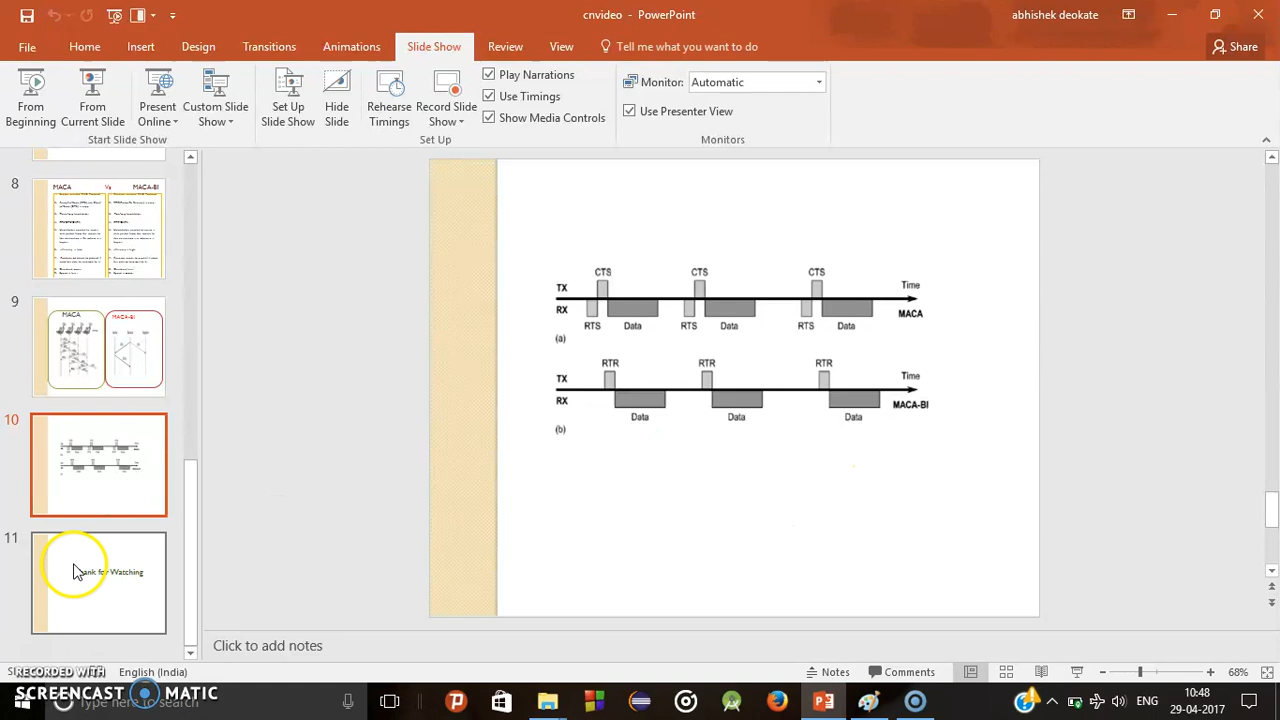 cnvideo - PowerPoint
abhishek deokate
File
Home
Insert
Design
Transitions
Animations
Slide Show
Review
View
Tell me what you want to do
Share
From Beginning
From Current Slide
Present Online
Custom Slide Show
Set Up Slide Show
Hide Slide
Rehearse Timings
Record Slide Show
Play Narrations
Use Timings
Show Media Controls
Monitor:
Automatic
Use Presenter View
Start Slide Show
Set Up
Monitors
8
MACA Vs MACA-BI
9
MACA
MACA-BI
10
11
for Watching
CTS CTS CTS
TX Time
RX MACA
RTS Data RTS Data RTS Data
(a)
RTR RTR RTR
TX Time
RX MACA-BI
Data Data Data
(b)
Click to add notes
English (India)
Notes
Comments
68%
RECORDED WITH
SCREENCAST MATIC
ENG
10:48
29-04-2017